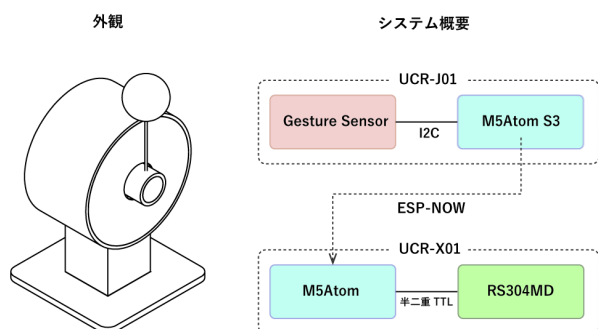 外観
システム概要
UCR-J01
Gesture Sensor
I2C
M5Atom S3
ESP-NOW
UCR-X01
M5Atom
半二重 TTL
RS304MD